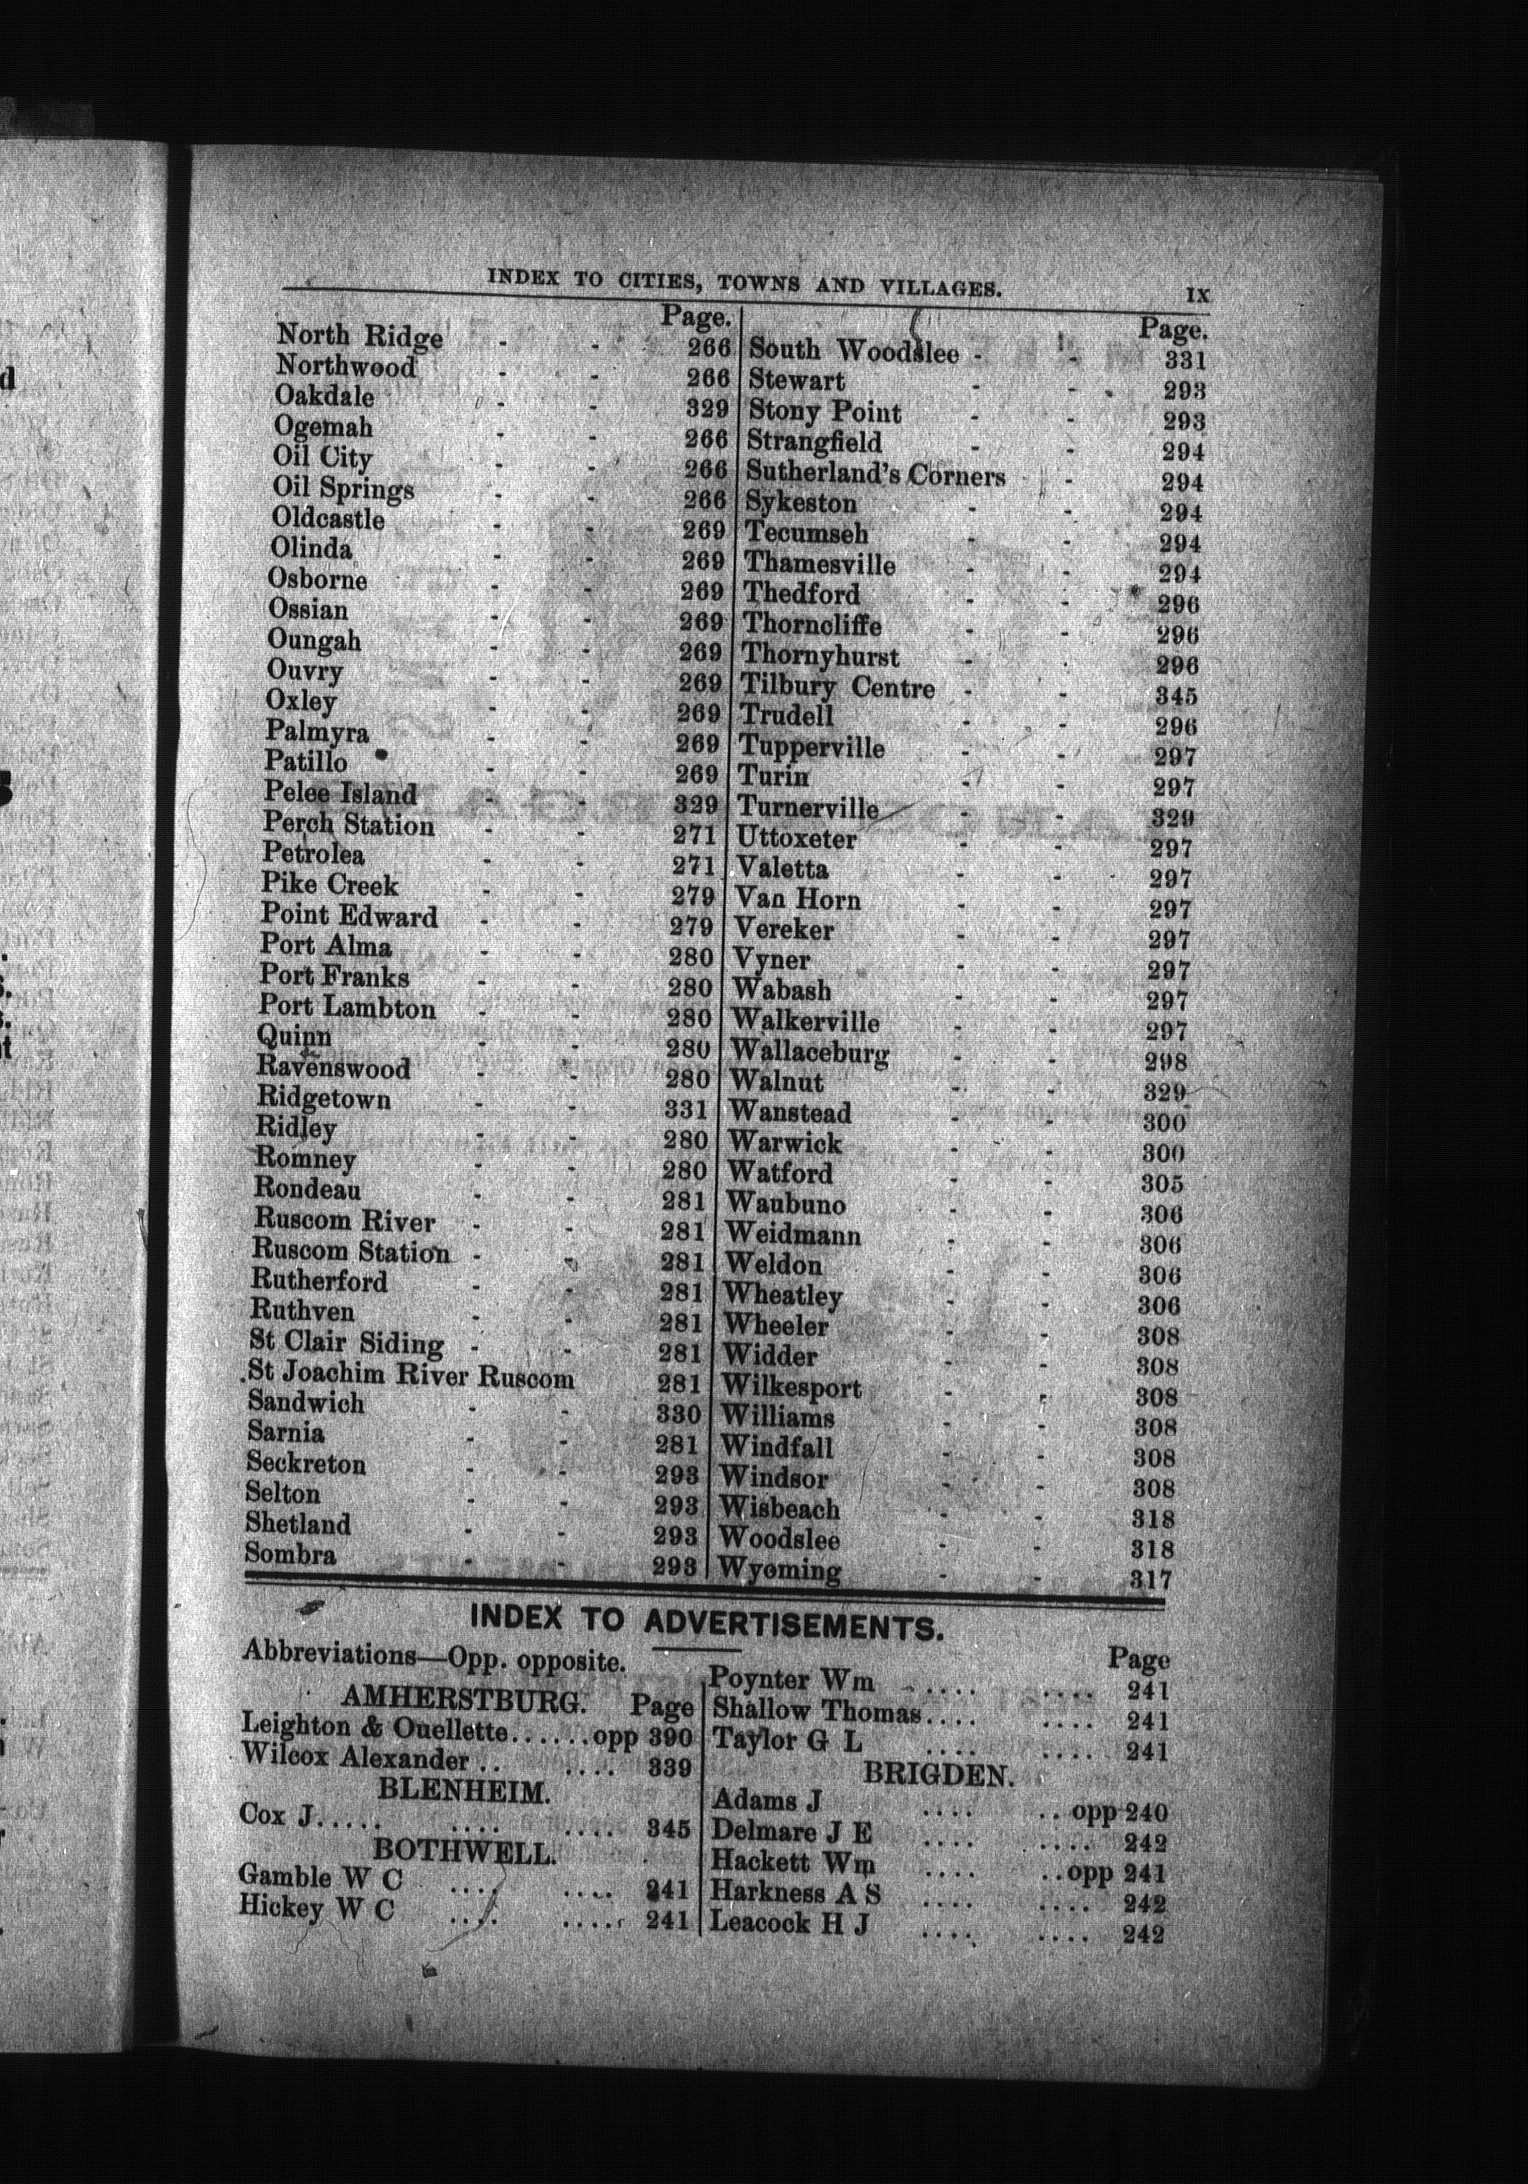 INDEX TO CITIES, TOWNS AND VILLAGES. IX
Page.
North Ridge - - 266
Northwood - - 266
Oakdale - - 329
Ogemah - - 266
Oil City - - 266
Oil Springs - - 266
Oldcastle - - 269
Olinda - - 269
Osborne - - 269
Ossian - - 269
Oungah - - 269
Ouvry - - 269
Oxley - - 269
Palmyra - - 269
Patillo - - 269
Pelee Island - - 329
Perch Station - - 271
Petrolea - - 271
Pike Creek - - 279
Point Edward - - 279
Port Alma - - 280
Port Franks - - 280
Port Lambton - - 280
Quinn - - 280
Ravenswood - - 280
Ridgetown - - 331
Ridley - - 280
Romney - - 280
Rondeau - - 281
Ruscom River - - 281
Ruscom Station - - 281
Rutherford - - 281
Ruthven - - 281
St Clair Siding - - 281
St Joachim River Ruscom 281
Sandwich - - 330
Sarnia - - 281
Seckreton - - 293
Selton - - 293
Shetland - - 293
Sombra - - 293
Page.
South Woodslee - - 331
Stewart - - 293
Stony Point - - 293
Strangfield - - 294
Sutherland's Corners - 294
Sykeston - - 294
Tecumseh - - 294
Thamesville - - 294
Thedford - - 296
Thorncliffe - - 296
Thornyhurst - - 296
Tilbury Centre - - 345
Trudell - - 296
Tupperville - - 297
Turin - - 297
Turnerville - - 329
Uttoxeter - - 297
Valetta - - 297
Van Horn - - 297
Vereker - - 297
Vyner - - 297
Wabash - - 297
Walkerville - - 297
Wallaceburg - - 298
Walnut - - 329
Wanstead - - 300
Warwick - - 300
Watford - - 305
Waubuno - - 306
Weidmann - - 306
Weldon - - 306
Wheatley - - 306
Wheeler - - 308
Widder - - 308
Wilkesport - - 308
Williams - - 308
Windfall - - 308
Windsor - - 308
Wisbeach - - 318
Woodslee - - 318
Wyoming - - 317
INDEX TO ADVERTISEMENTS.
Abbreviations—Opp. opposite.
AMHERSTBURG. Page
Leighton & Ouellette......opp 390
Wilcox Alexander .. .... 339
BLENHEIM.
Cox J..... .... .... 345
BOTHWELL.
Gamble W C .... .... 241
Hickey W C .... ..... 241
Page
Poynter Wm .... .... 241
Shallow Thomas.... .... 241
Taylor G L .... .... 241
BRIGDEN.
Adams J .... .. opp 240
Delmare J E .... .... 242
Hackett Wm .... ..opp 241
Harkness A S .... .... 242
Leacock H J .... .... 242